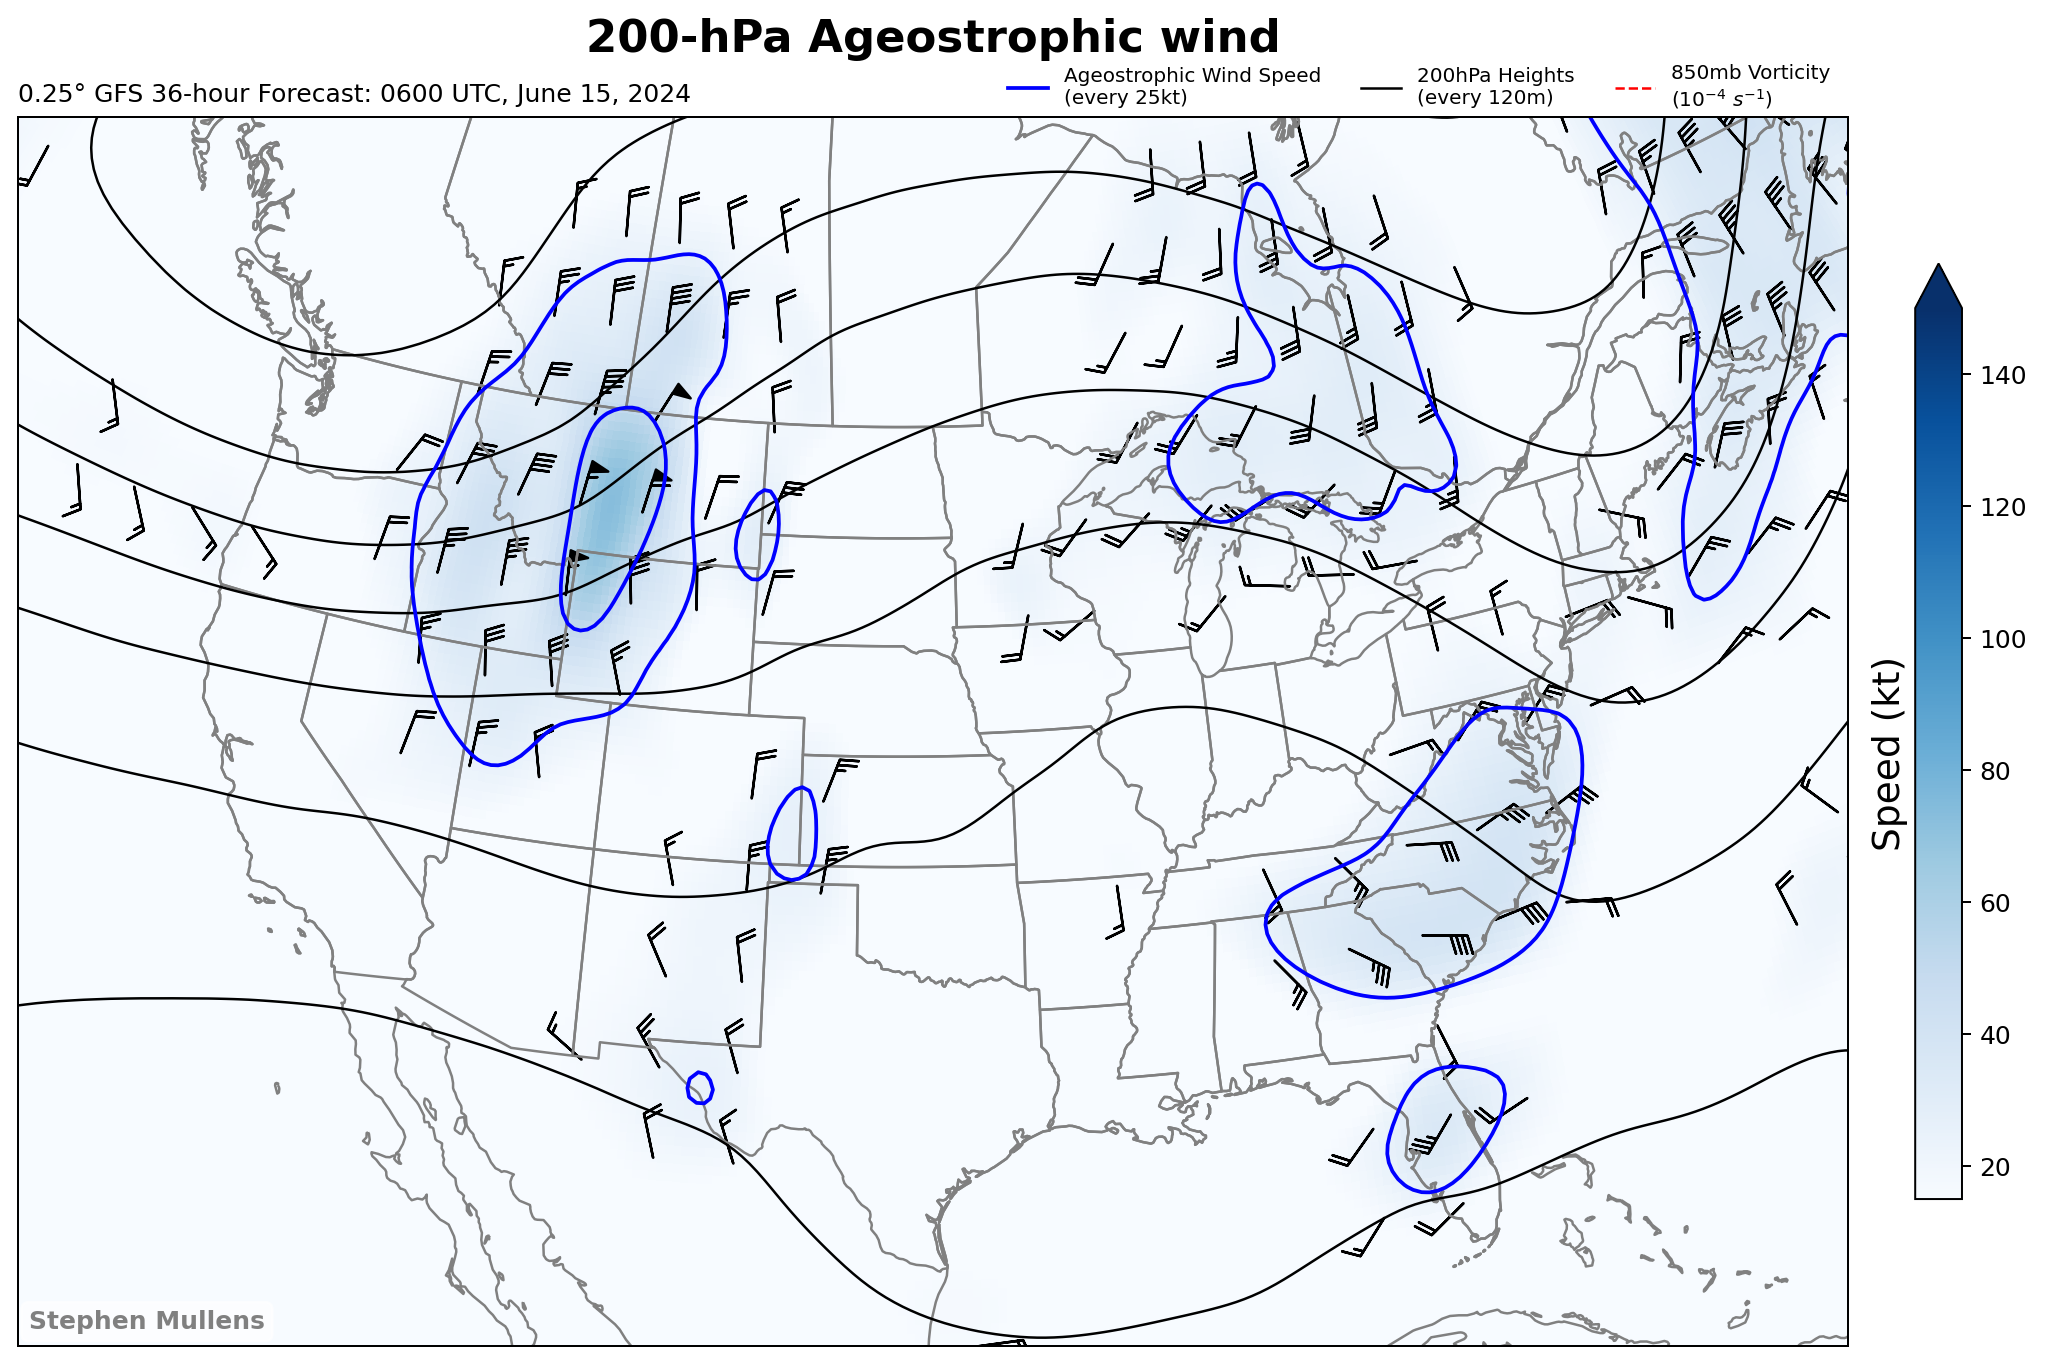 200-hPa Ageostrophic wind
0.25° GFS 36-hour Forecast: 0600 UTC, June 15, 2024
Ageostrophic Wind Speed
(every 25kt)
200hPa Heights
(every 120m)
850mb Vorticity
(10⁻⁴ s⁻¹)
140
120
100
80
60
40
20
Speed (kt)
Stephen Mullens